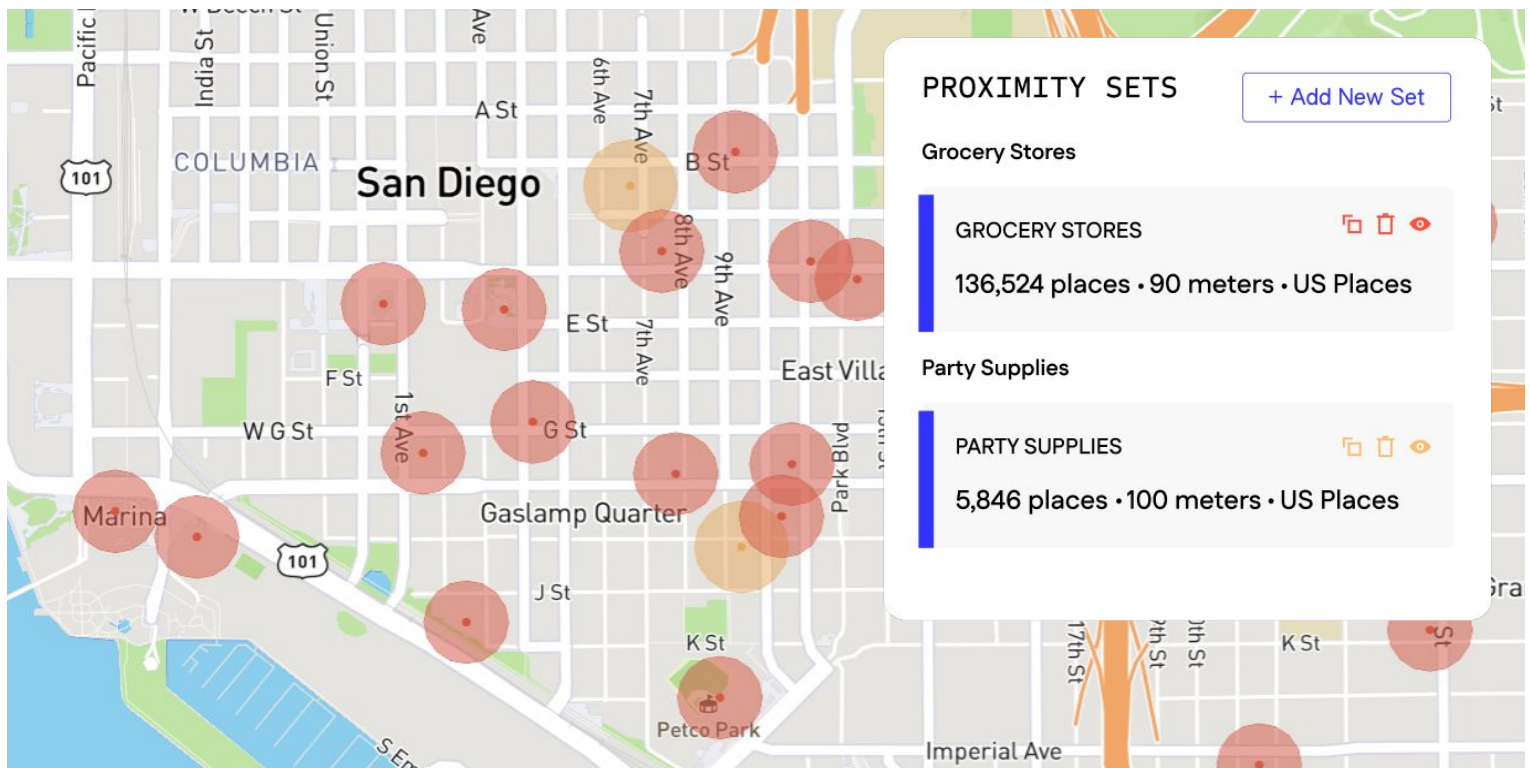 Pacific
India St
Union St
Ave
6th Ave
7th Ave
A St
B St
COLUMBIA
101
San Diego
8th Ave
9th Ave
E St
7th Ave
F St
East Villa
1st Ave
W G St
G St
Park Blvd
Marina
Gaslamp Quarter
101
J St
K St
Petco Park
Imperial Ave
17th St
K St
St
PROXIMITY SETS
+ Add New Set
Grocery Stores
GROCERY STORES
136,524 places • 90 meters • US Places
Party Supplies
PARTY SUPPLIES
5,846 places • 100 meters • US Places